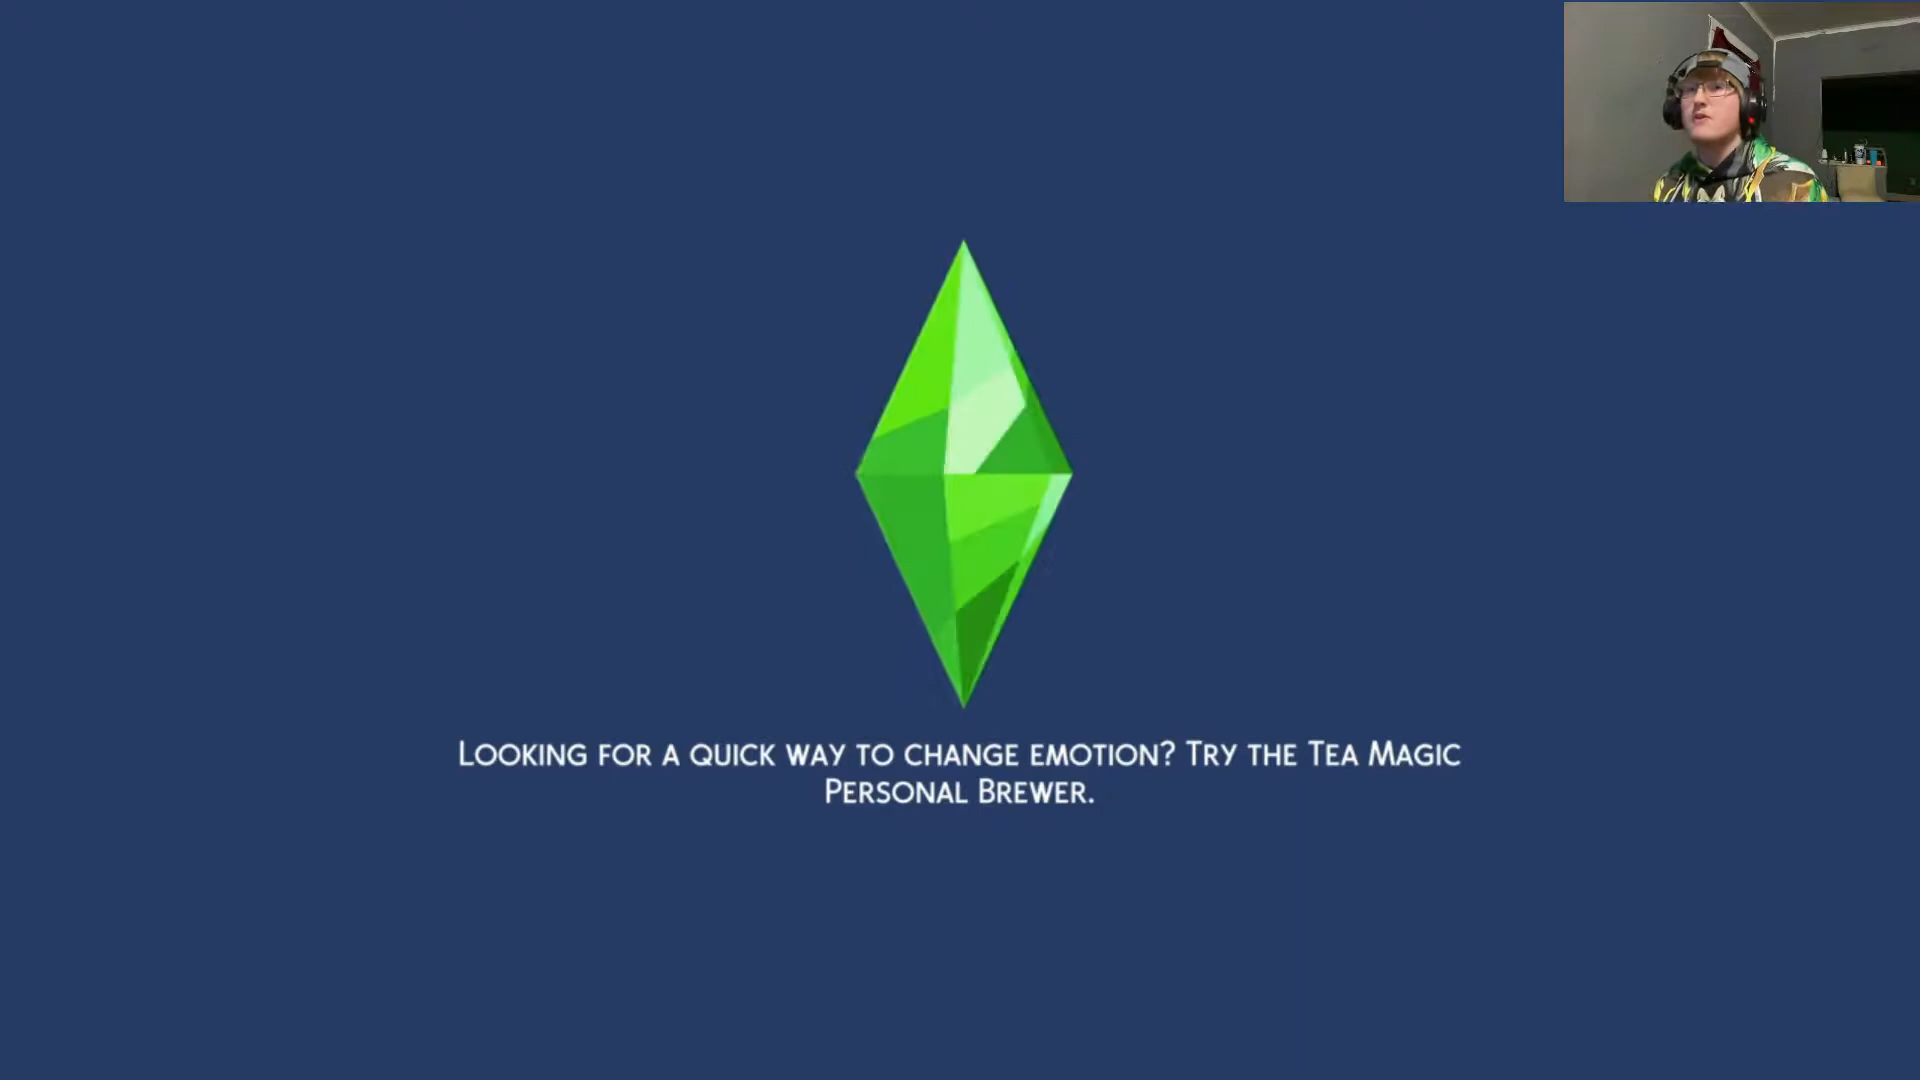 Looking for a quick way to change emotion? Try the Tea Magic
Personal Brewer.